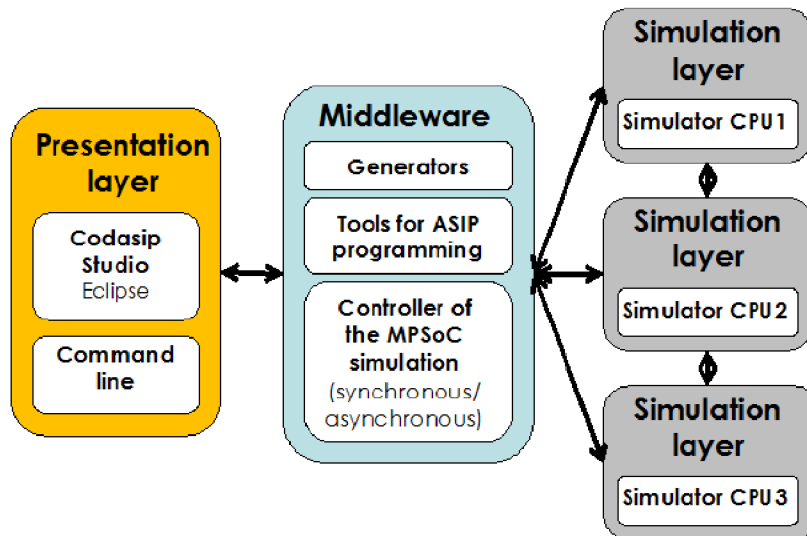 Presentation
layer
Codasip
Studio
Eclipse
Command
line
Middleware
Generators
Tools for ASIP
programming
Controller of
the MPSoC
simulation
(synchronous/
asynchronous)
Simulation
layer
Simulator CPU1
Simulation
layer
Simulator CPU2
Simulation
layer
Simulator CPU3